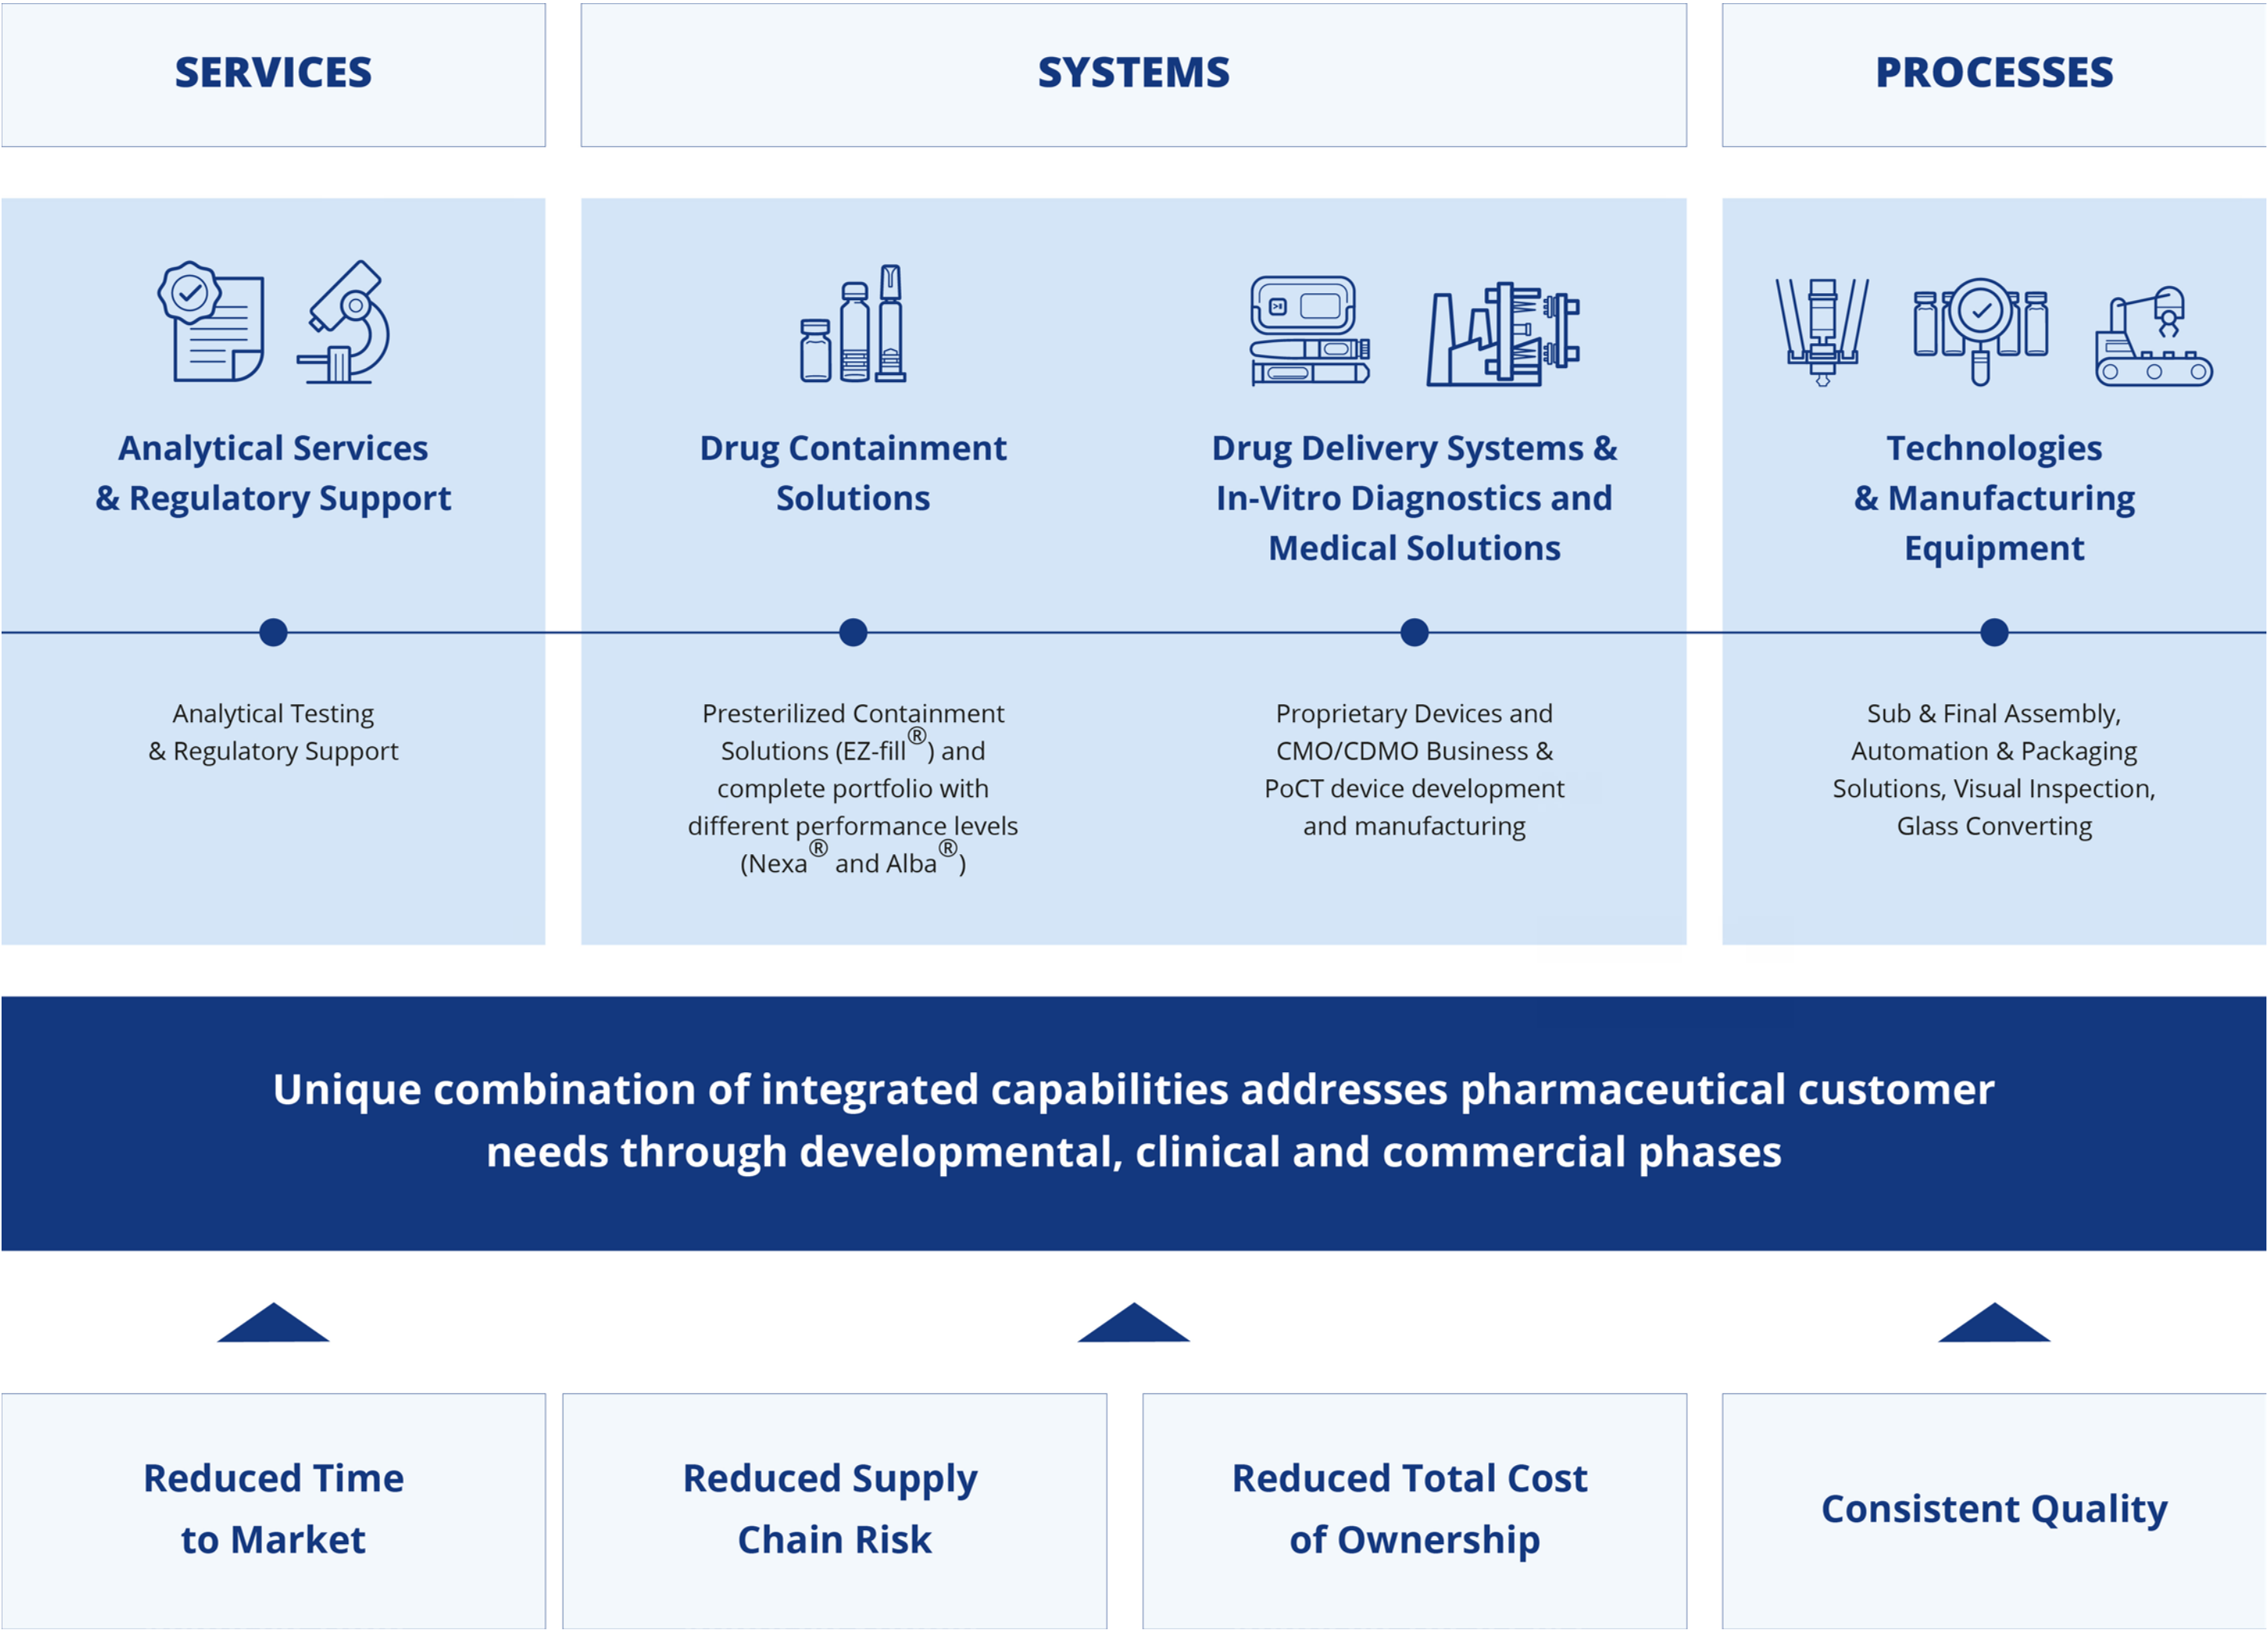 SERVICES
SYSTEMS
PROCESSES
Analytical Services
& Regulatory Support
Drug Containment
Solutions
Drug Delivery Systems &
In-Vitro Diagnostics and
Medical Solutions
Technologies
& Manufacturing
Equipment
Analytical Testing
& Regulatory Support
Presterilized Containment
Solutions (EZ-fill®) and
complete portfolio with
different performance levels
(Nexa® and Alba®)
Proprietary Devices and
CMO/CDMO Business &
PoCT device development
and manufacturing
Sub & Final Assembly,
Automation & Packaging
Solutions, Visual Inspection,
Glass Converting
Unique combination of integrated capabilities addresses pharmaceutical customer
needs through developmental, clinical and commercial phases
Reduced Time
to Market
Reduced Supply
Chain Risk
Reduced Total Cost
of Ownership
Consistent Quality